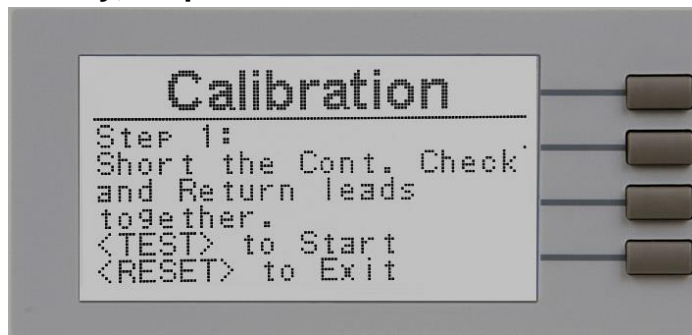 Calibration
Step 1:
Short the Cont. Check
and Return leads
together.
<TEST> to Start
<RESET> to Exit